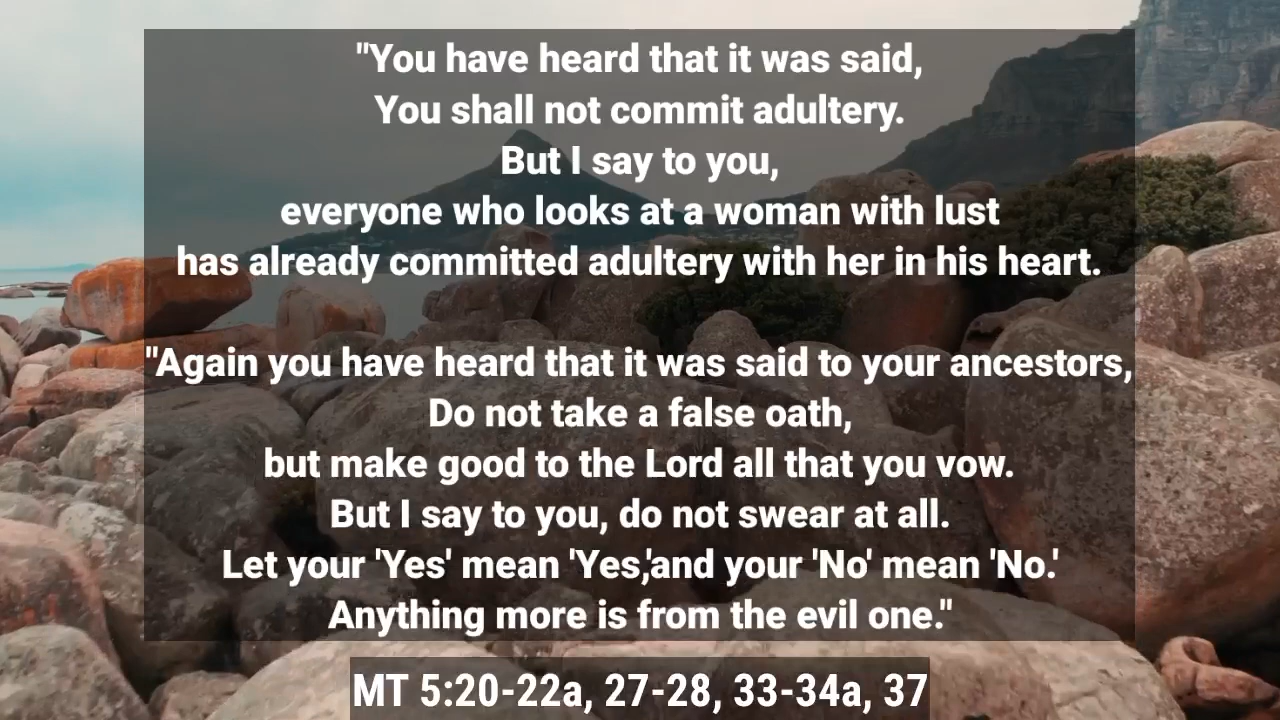 "You have heard that it was said,
You shall not commit adultery.
But I say to you,
everyone who looks at a woman with lust
has already committed adultery with her in his heart.
"Again you have heard that it was said to your ancestors,
Do not take a false oath,
but make good to the Lord all that you vow.
But I say to you, do not swear at all.
Let your 'Yes' mean 'Yes,'and your 'No' mean 'No.'
Anything more is from the evil one."
MT 5:20-22a, 27-28, 33-34a, 37